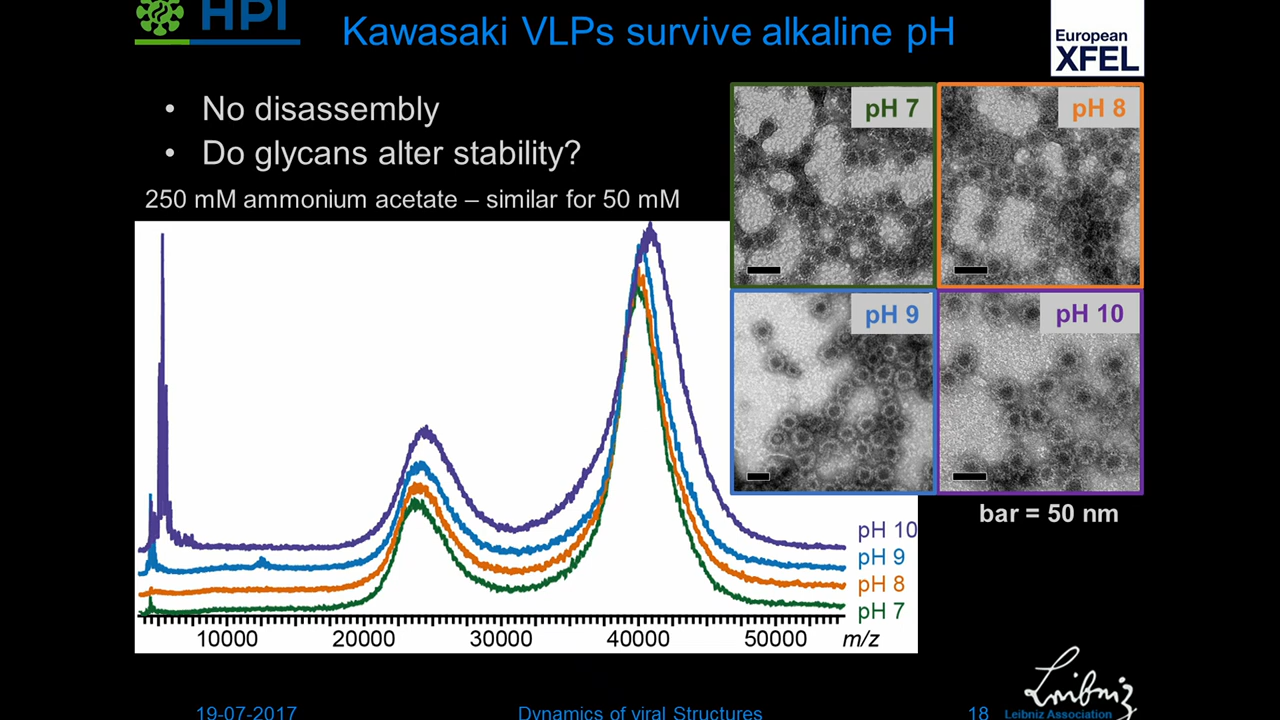 HPI
Kawasaki VLPs survive alkaline pH
European
XFEL
• No disassembly
• Do glycans alter stability?
250 mM ammonium acetate – similar for 50 mM
pH 7
pH 8
pH 9
pH 10
bar = 50 nm
pH 10
pH 9
pH 8
pH 7
10000 20000 30000 40000 50000 m/z
Leibniz
Leibniz Association
19-07-2017 Dynamics of viral Structures 18